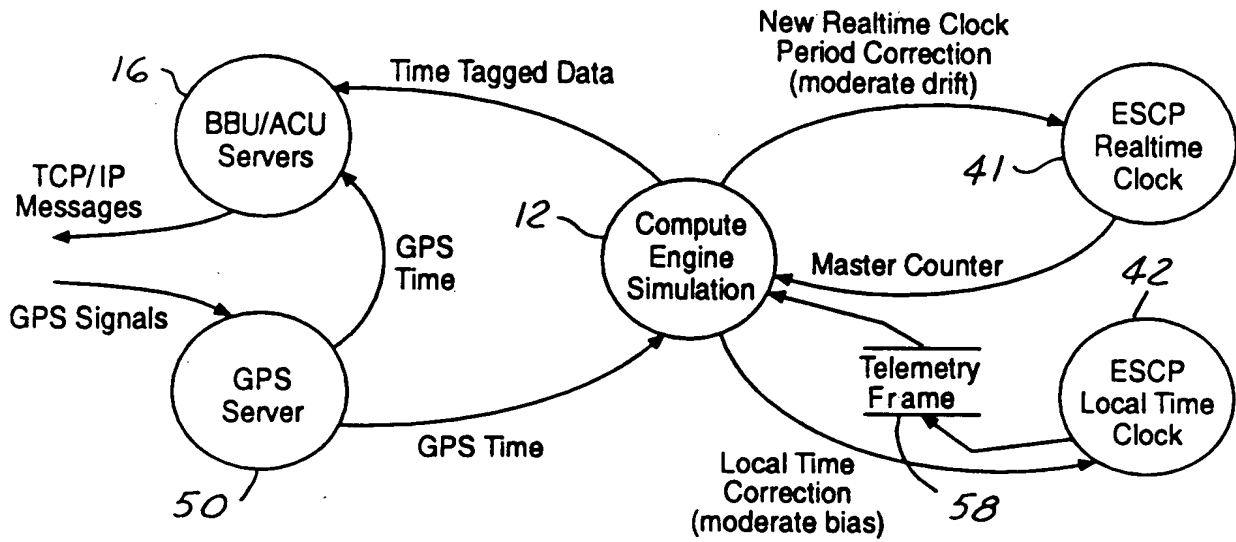 16
BBU/ACU
Servers
Time Tagged Data
New Realtime Clock
Period Correction
(moderate drift)
ESCP
Realtime
Clock
41
TCP/IP
Messages
GPS
Time
12
Compute
Engine
Simulation
Master Counter
42
GPS Signals
GPS
Server
50
GPS Time
Telemetry
Frame
58
ESCP
Local Time
Clock
Local Time
Correction
(moderate bias)